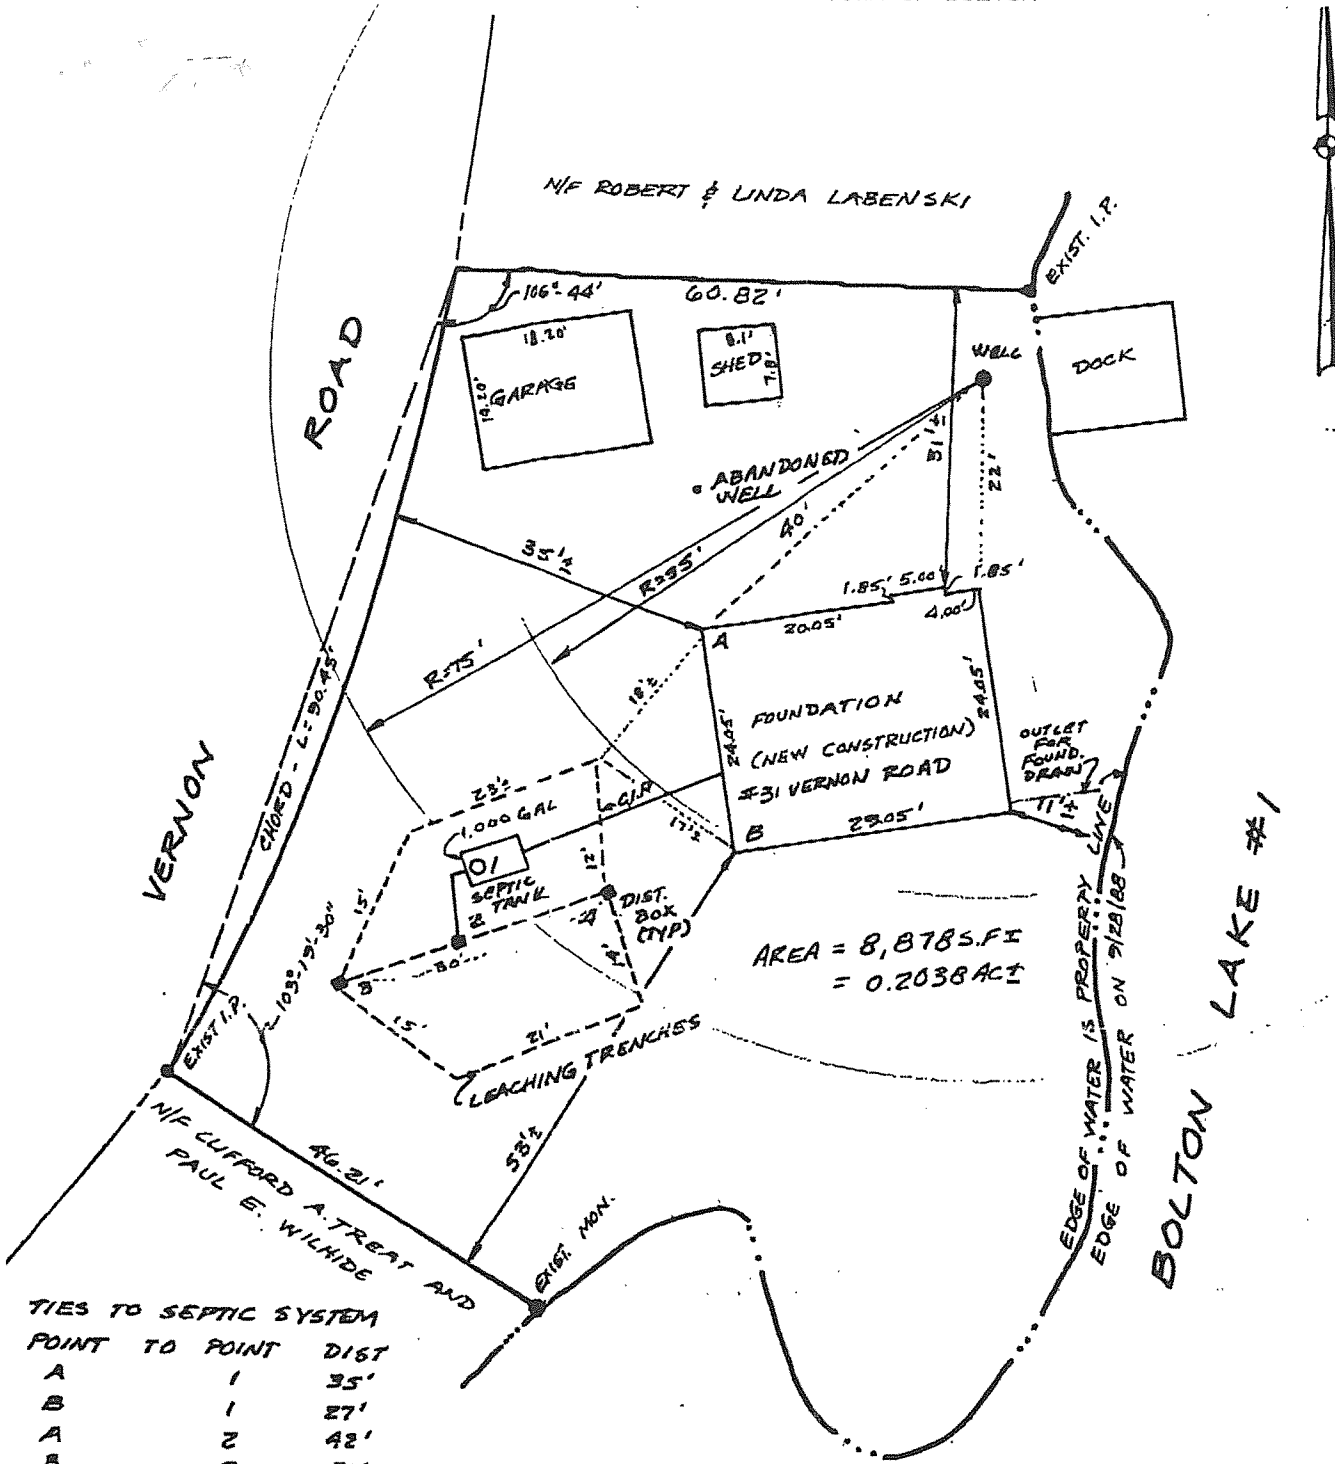 N/F ROBERT & LINDA LABENSKI
EXIST. I.P.
106°-44'
60.82'
18.20'
14.20'
GARAGE
8.1'
SHED
7.8'
WELL
DOCK
ROAD
ABANDONED
WELL
31'±
22'
40'
35'±
R=75'
1.85' 5.00' 1.85'
4.00'
20.05'
A
18'±
24.05'
24.05'
FOUNDATION
(NEW CONSTRUCTION)
#31 VERNON ROAD
OUTLET
FOR
FOUND.
DRAIN
11'±
CHORD - L=90.45'
VERNON
23'±
C.I.P.
17'±
B
1,000 GAL
1
SEPTIC
TANK
12'
15'
2
4
DIST.
BOX
(TYP)
3
30'
14'
15'
21'
LEACHING TRENCHES
AREA = 8,878 S.F.±
= 0.2038 AC±
103°-19'-30"
EXIST I.P.
N/F CLIFFORD A. TREAT AND
PAUL E. WILHIDE
46.21'
53'±
EXIST. MON.
EDGE OF WATER IS PROPERTY LINE
EDGE OF WATER ON 9/28/88
BOLTON LAKE #1
TIES TO SEPTIC SYSTEM
POINT TO POINT DIST
A 1 35'
B 1 27'
A 2 42'